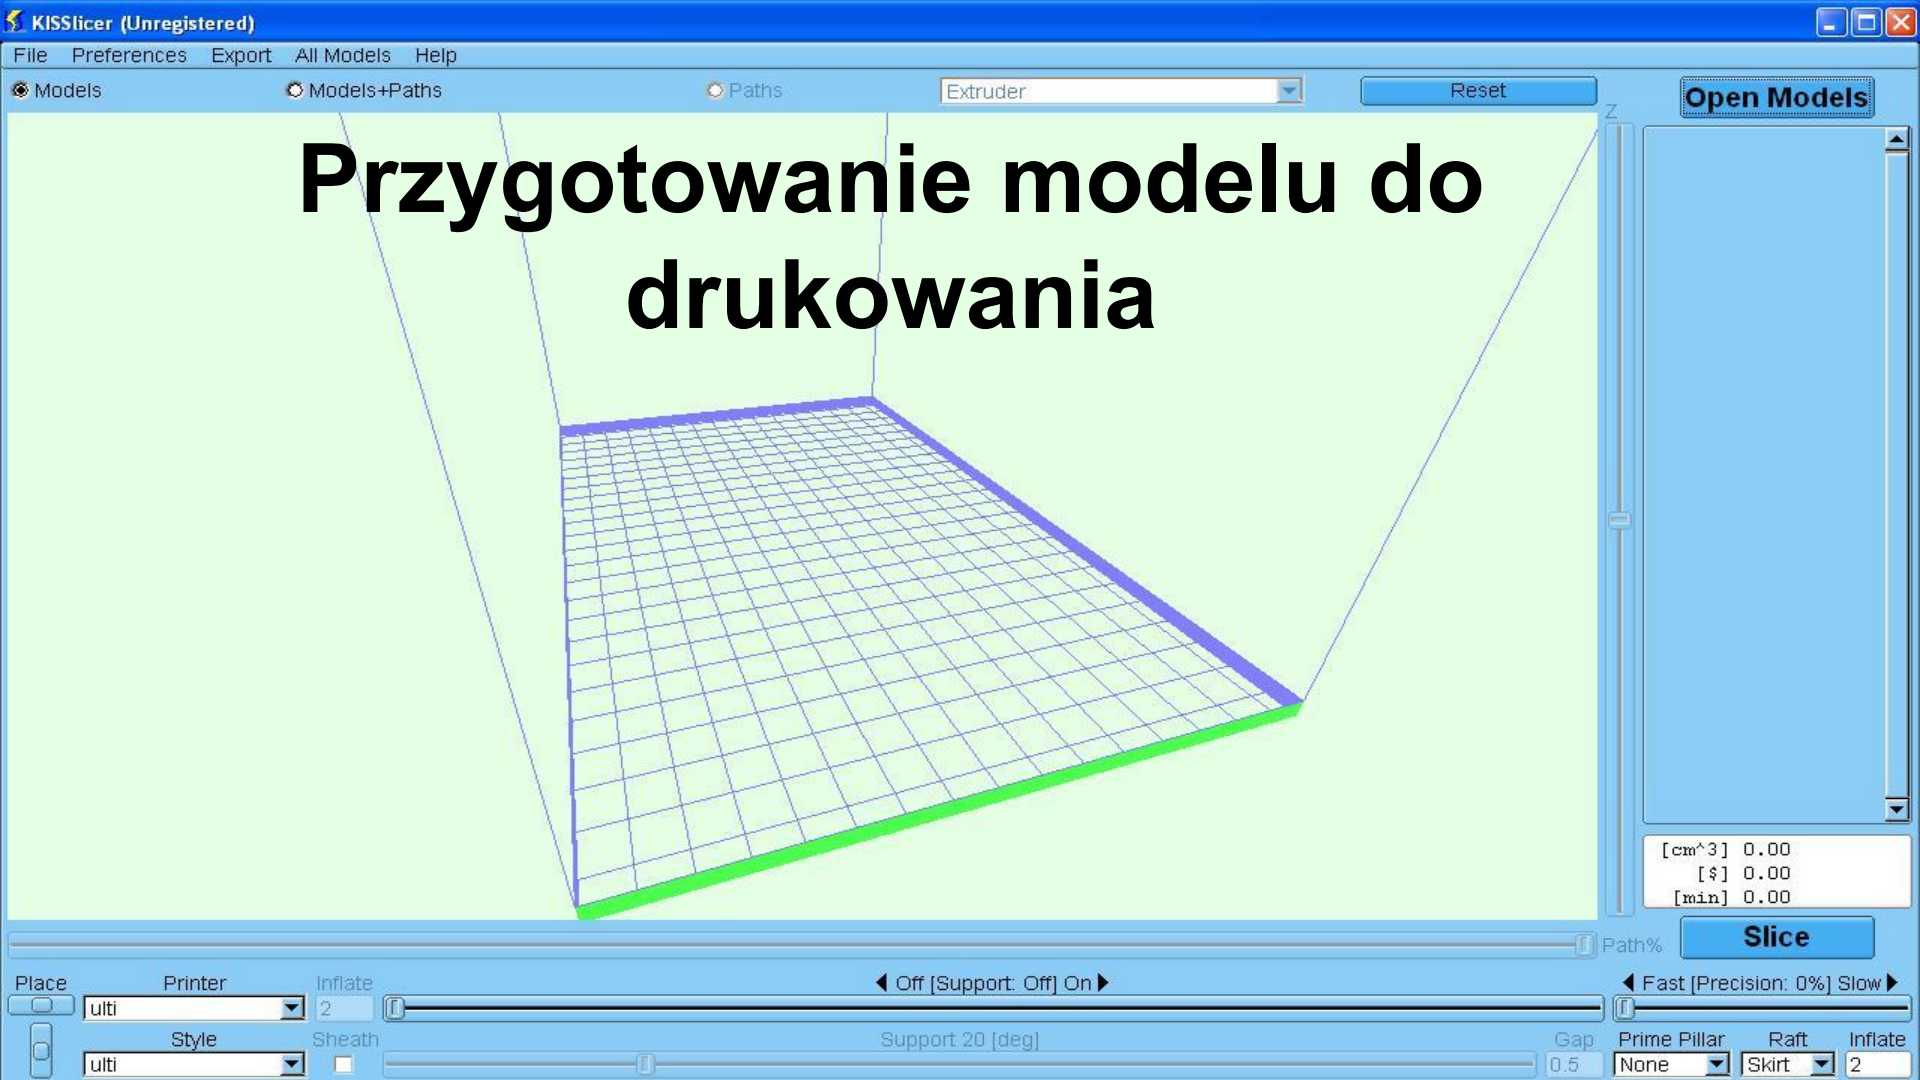 KISSlicer (Unregistered)
File Preferences Export All Models Help
Models Models+Paths Paths Extruder Reset
Open Models
Z
Przygotowanie modelu do
drukowania
[cm^3] 0.00
[$] 0.00
[min] 0.00
Path%
Slice
Place Printer Inflate Off [Support: Off] On Fast [Precision: 0%] Slow
ulti 2
Style Sheath Support 20 [deg] Gap Prime Pillar Raft Inflate
ulti 0.5 None Skirt 2